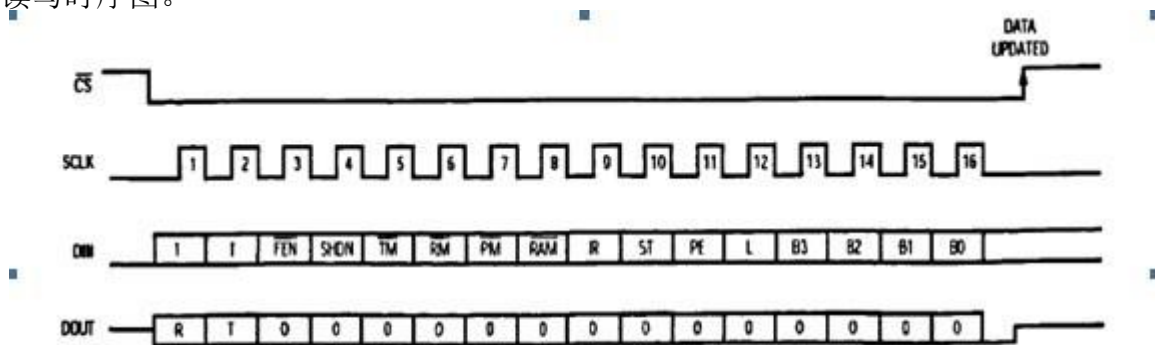 读写时序图。
DATA
UPDATED
CS
SCLK 1 2 3 4 5 6 7 8 9 10 11 12 13 14 15 16
DIN 1 1 FEN SHDN TM RM PM RAM IR ST PE L B3 B2 B1 B0
DOUT R T 0 0 0 0 0 0 0 0 0 0 0 0 0 0